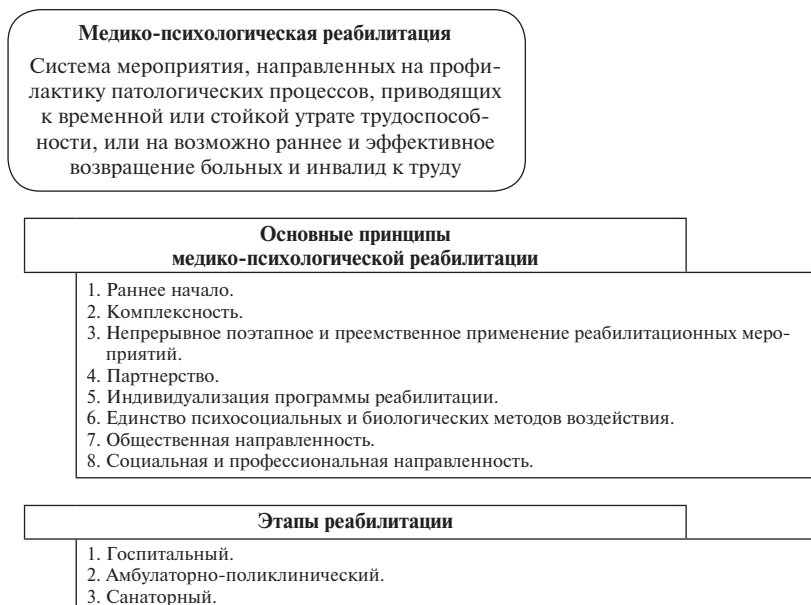 Медико-психологическая реабилитация
Система мероприятия, направленных на профи-
лактику патологических процессов, приводящих
к временной или стойкой утрате трудоспособ-
ности, или на возможно раннее и эффективное
возвращение больных и инвалид к труду
Основные принципы
медико-психологической реабилитации
1. Раннее начало.
2. Комплексность.
3. Непрерывное поэтапное и преемственное применение реабилитационных меро-
приятий.
4. Партнерство.
5. Индивидуализация программы реабилитации.
6. Единство психосоциальных и биологических методов воздействия.
7. Общественная направленность.
8. Социальная и профессиональная направленность.
Этапы реабилитации
1. Госпитальный.
2. Амбулаторно-поликлинический.
3. Санаторный.